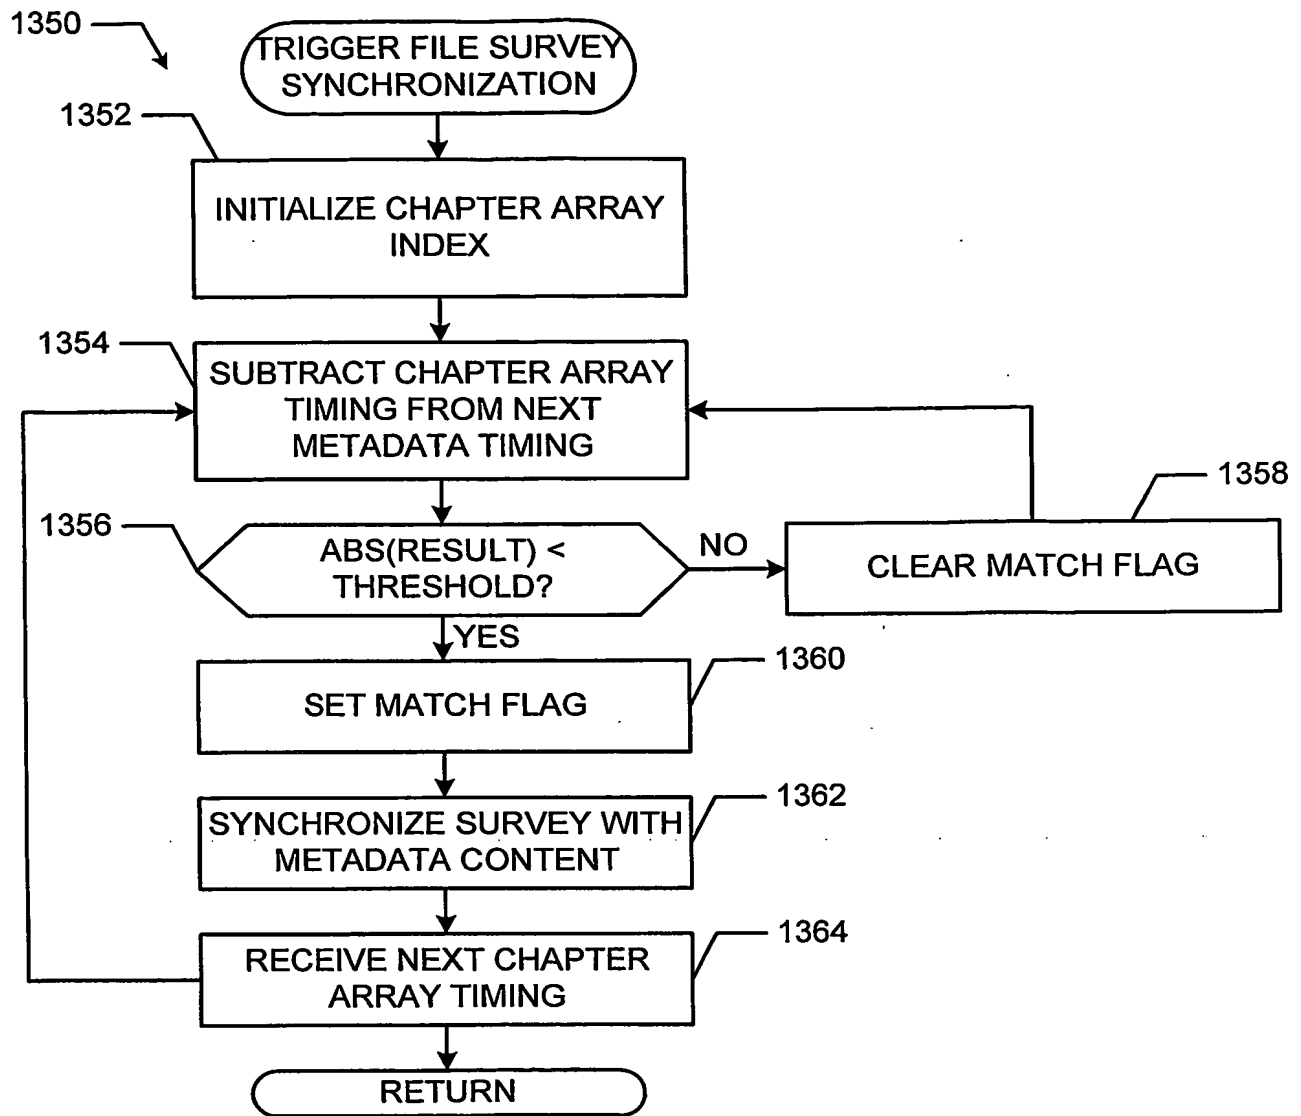 1350
TRIGGER FILE SURVEY
SYNCHRONIZATION
1352
INITIALIZE CHAPTER ARRAY
INDEX
1354
SUBTRACT CHAPTER ARRAY
TIMING FROM NEXT
METADATA TIMING
1356
ABS(RESULT) <
THRESHOLD?
NO
1358
CLEAR MATCH FLAG
YES
1360
SET MATCH FLAG
1362
SYNCHRONIZE SURVEY WITH
METADATA CONTENT
1364
RECEIVE NEXT CHAPTER
ARRAY TIMING
RETURN